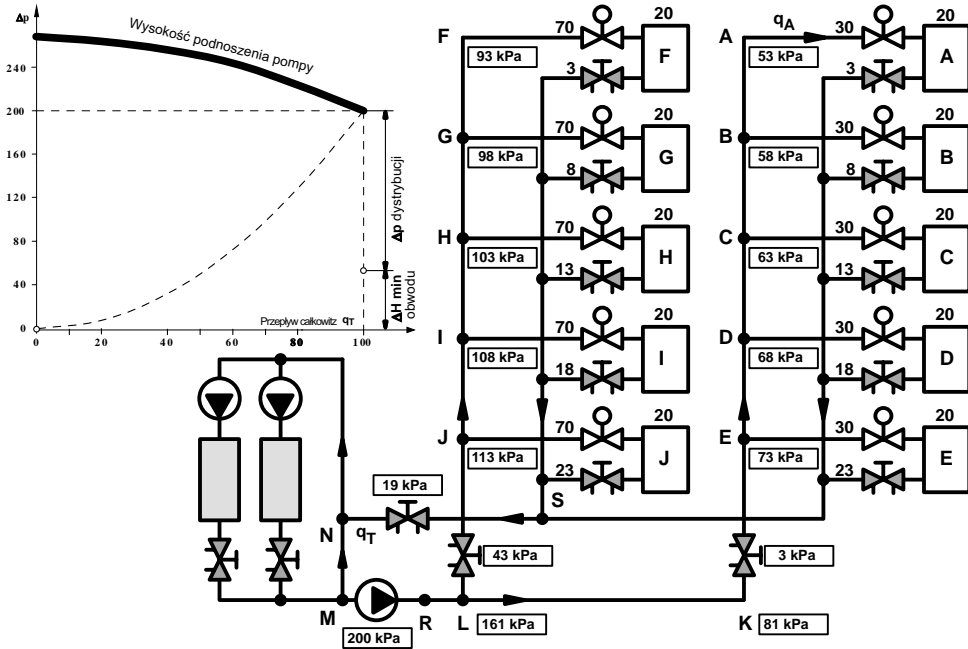 Δp
Wysokość podnoszenia pompy
240
200
160
120
80
40
0
0
20
40
60
80
100
Przepływ całkowitz qT
Δp dystrybucji
ΔH min
obwodu
F
70
20
93 kPa
3
F
G
70
20
98 kPa
8
G
H
70
20
103 kPa
13
H
I
70
20
108 kPa
18
I
J
70
20
113 kPa
23
J
A
qA
30
20
53 kPa
3
A
B
30
20
58 kPa
8
B
C
30
20
63 kPa
13
C
D
30
20
68 kPa
18
D
E
30
20
73 kPa
23
E
19 kPa
S
N
qT
43 kPa
3 kPa
M
R
L
161 kPa
K
81 kPa
200 kPa